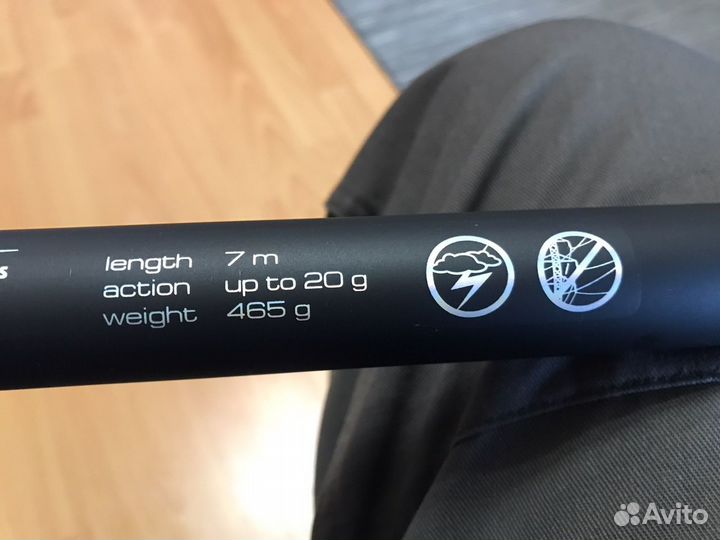 length 7 m
action up to 20 g
weight 465 g
Avito